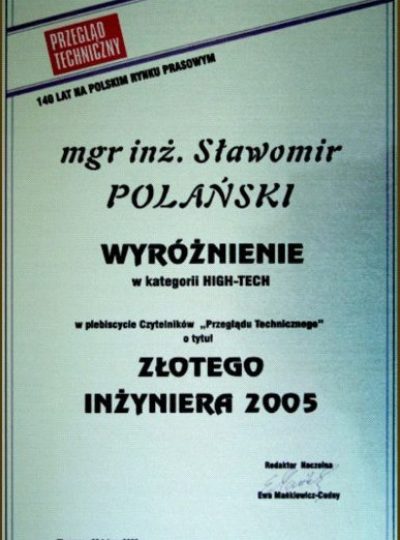 PRZEGLĄD
TECHNICZNY
140 LAT NA POLSKIM RYNKU PRASOWYM
mgr inż. Sławomir
POLAŃSKI
WYRÓŻNIENIE
w kategorii HIGH-TECH
w plebiscycie Czytelników „Przeglądu Technicznego"
o tytuł
ZŁOTEGO
INŻYNIERA 2005
Redaktor Naczelna
Ewa Mańkiewicz-Cudny